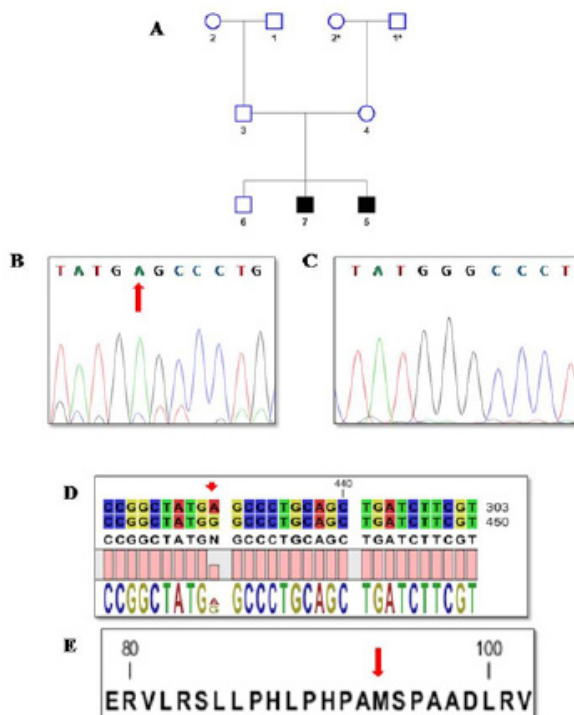 A
2 1 2* 1*
3 4
6 7 5
B
T A T G A G C C C T G
C
T A T G G G C C C T
D
440
CCGGCTATGA GCCCTGCAGC TGATCTTCGT 303
CCGGCTATGG GCCCTGCAGC TGATCTTCGT 450
CCGGCTATGN GCCCTGCAGC TGATCTTCGT
CCGGCTATG A G GCCCTGCAGC TGATCTTCGT
E
80 100
ERVLRSLLPHLPHPAMSPAADLRV